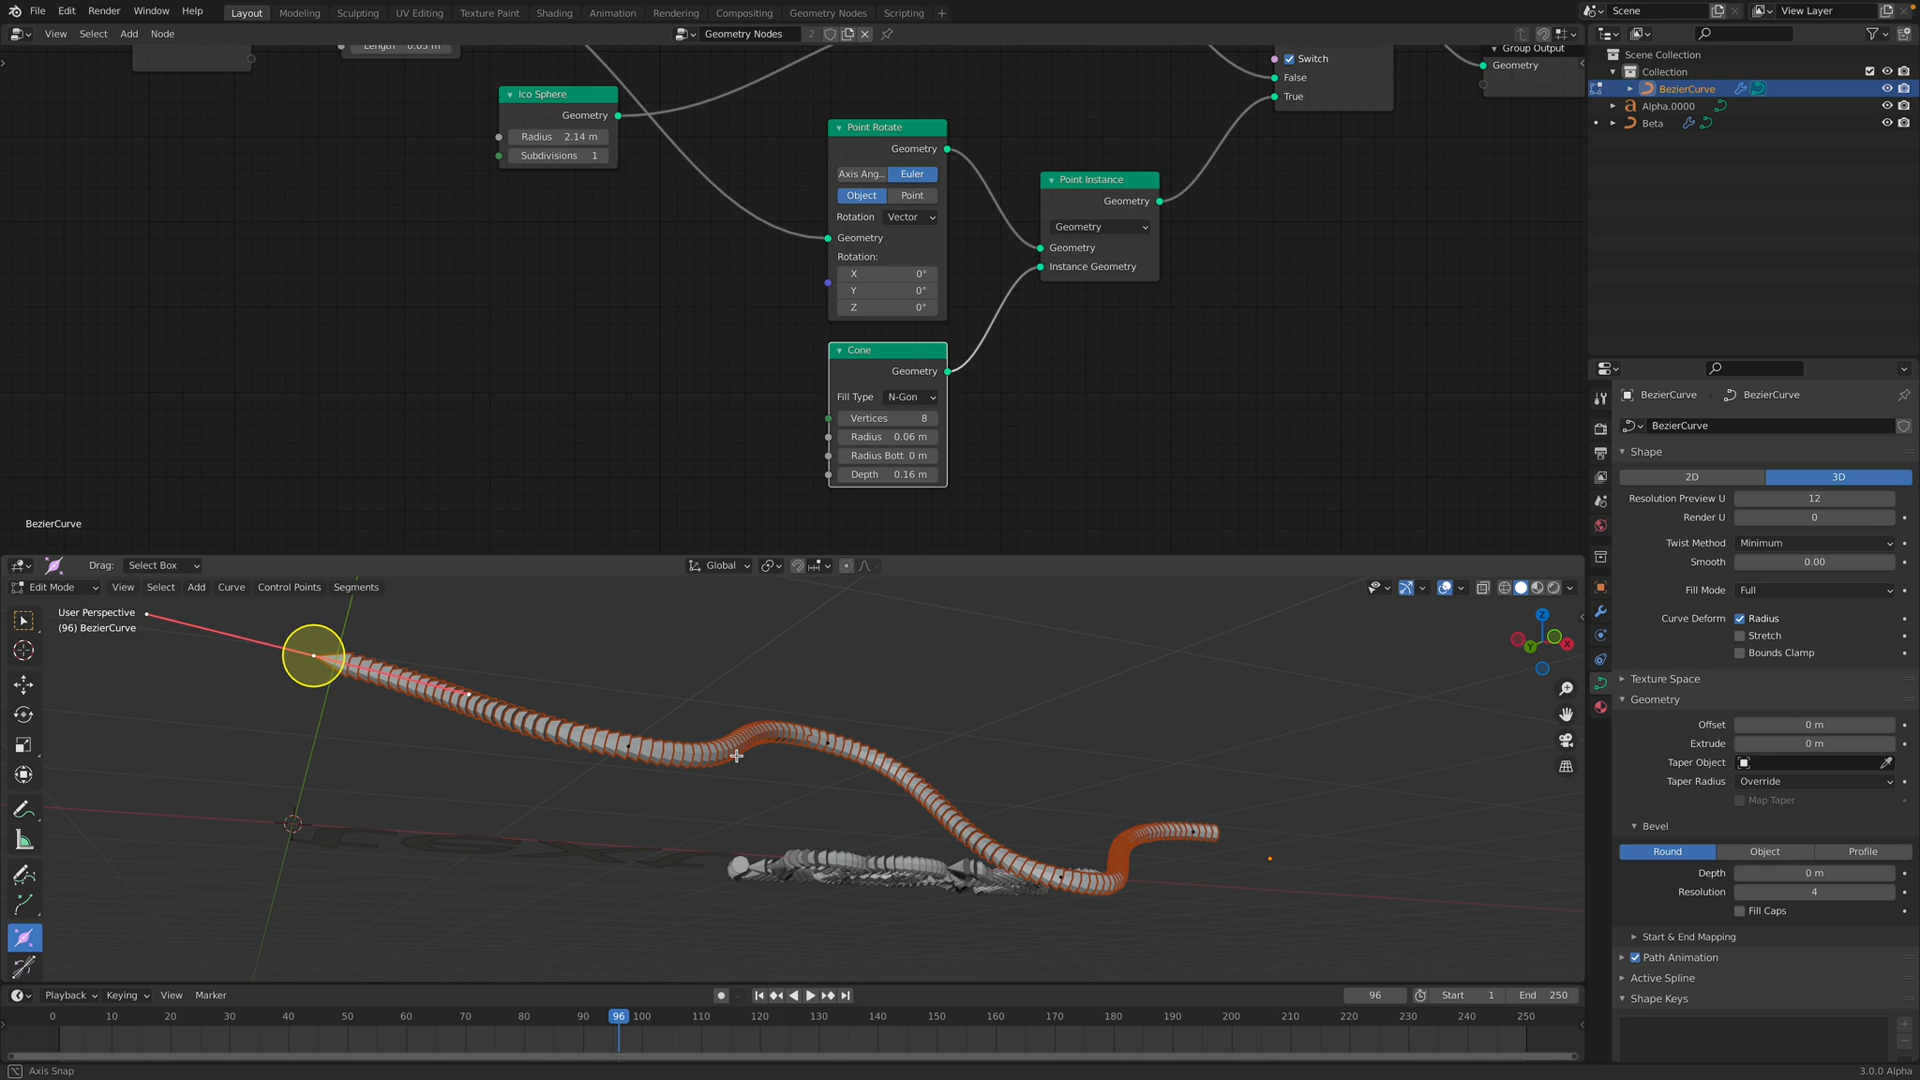 File Edit Render Window Help Layout Modeling Sculpting UV Editing Texture Paint Shading Animation Rendering Compositing Geometry Nodes Scripting +
Scene View Layer
View Select Add Node Geometry Nodes 2
Length 0.05 m
Ico Sphere
Geometry
Radius 2.14 m
Subdivisions 1
Point Rotate
Geometry
Axis Ang.. Euler
Object Point
Rotation Vector
Geometry
Rotation:
X 0°
Y 0°
Z 0°
Cone
Geometry
Fill Type N-Gon
Vertices 8
Radius 0.06 m
Radius Bott 0 m
Depth 0.16 m
Point Instance
Geometry
Geometry
Geometry
Instance Geometry
Switch
False
True
Group Output
Geometry
BezierCurve
Scene Collection
Collection
BezierCurve
Alpha.0000
Beta
BezierCurve BezierCurve
BezierCurve
Shape
2D 3D
Resolution Preview U 12
Render U 0
Twist Method Minimum
Smooth 0.00
Fill Mode Full
Curve Deform Radius
Stretch
Bounds Clamp
Texture Space
Geometry
Offset 0 m
Extrude 0 m
Taper Object
Taper Radius Override
Map Taper
Bevel
Round Object Profile
Depth 0 m
Resolution 4
Fill Caps
Start & End Mapping
Path Animation
Active Spline
Shape Keys
Drag: Select Box Global
Edit Mode View Select Add Curve Control Points Segments
User Perspective
(96) BezierCurve
Z
X
Y
Playback Keying View Marker 96 Start 1 End 250
0 10 20 30 40 50 60 70 80 90 96 100 110 120 130 140 150 160 170 180 190 200 210 220 230 240 250
Axis Snap 3.0.0 Alpha